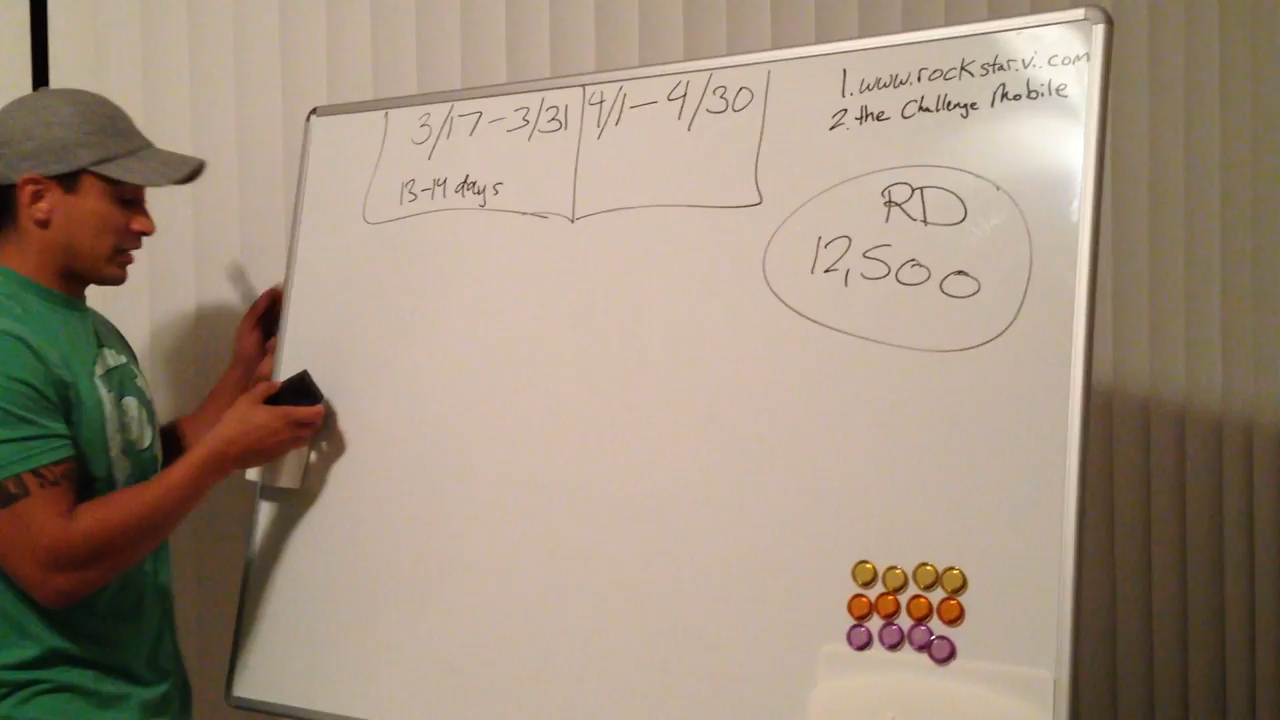 3/17-3/31
4/1-4/30
13-14 days
1. www.rockstar.vi.com
2. the Challenge Mobile
RD
12,500